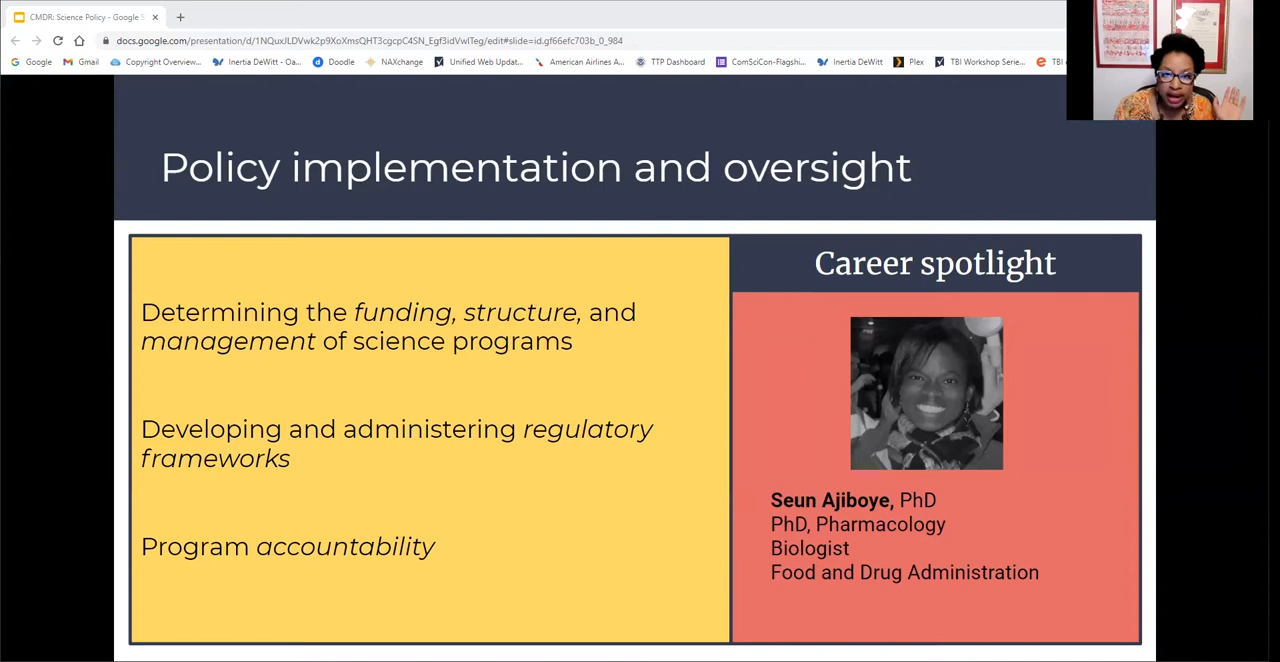 CMDR: Science Policy - Google S
docs.google.com/presentation/d/1NQuxJLDVwk2p9XoXmsQHT3cgcpC4SN_Egf3idVwlTeg/edit#slide=id.gf66efc703b_0_984
Google Gmail Copyright Overview... Inertia DeWitt - Oa... Doodle NAXchange Unified Web Updat... American Airlines A... TTP Dashboard ComSciCon-Flagshi... Inertia DeWitt Plex TBI Workshop Serie... TBI
Policy implementation and oversight
Career spotlight
Determining the funding, structure, and
management of science programs
Developing and administering regulatory
frameworks
Program accountability
Seun Ajiboye, PhD
PhD, Pharmacology
Biologist
Food and Drug Administration